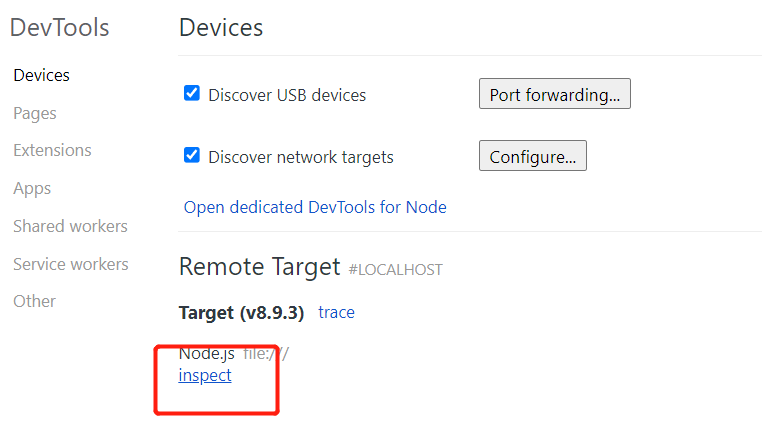 DevTools
Devices
Pages
Extensions
Apps
Shared workers
Service workers
Other
Devices
Discover USB devices
Port forwarding...
Discover network targets
Configure...
Open dedicated DevTools for Node
Remote Target #LOCALHOST
Target (v8.9.3) trace
Node.js file:///
inspect